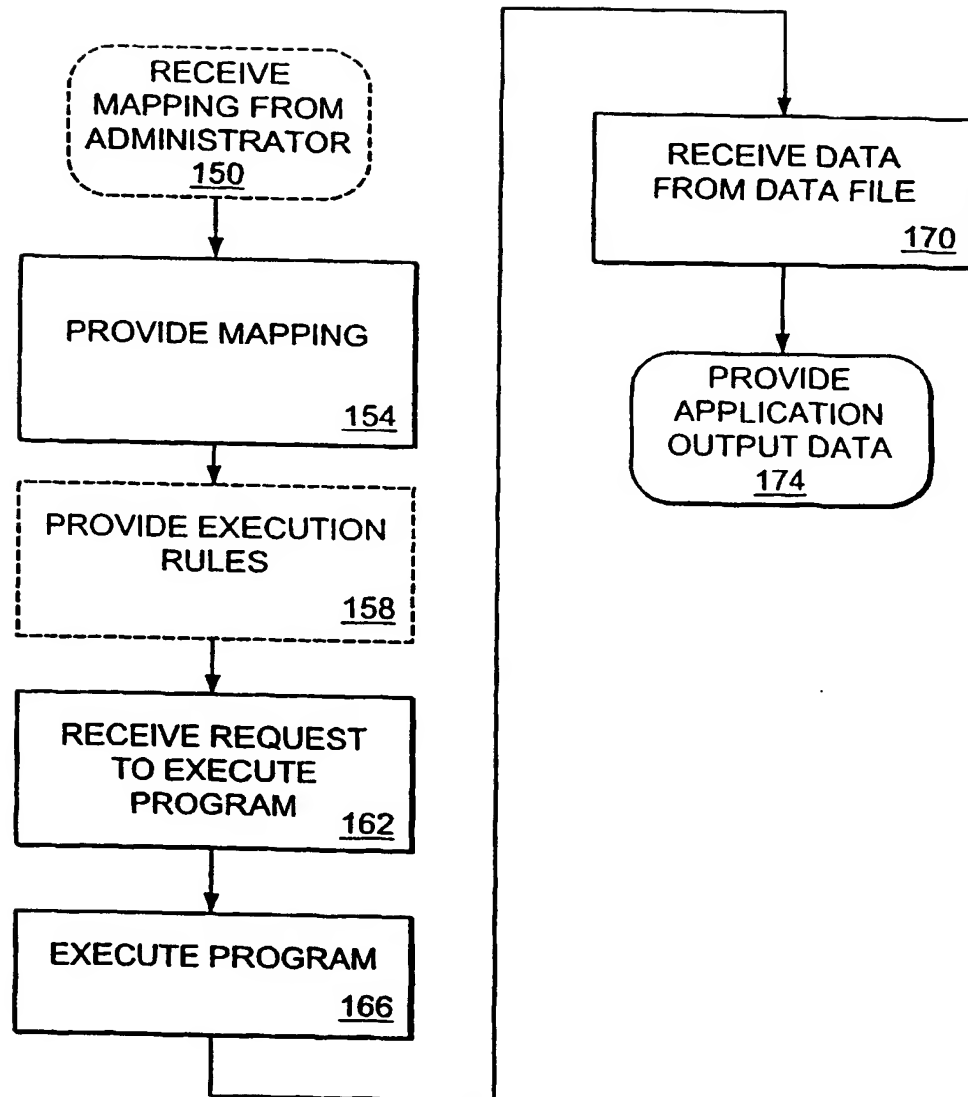 RECEIVE
MAPPING FROM
ADMINISTRATOR
150
PROVIDE MAPPING
154
PROVIDE EXECUTION
RULES
158
RECEIVE REQUEST
TO EXECUTE
PROGRAM
162
EXECUTE PROGRAM
166
RECEIVE DATA
FROM DATA FILE
170
PROVIDE
APPLICATION
OUTPUT DATA
174